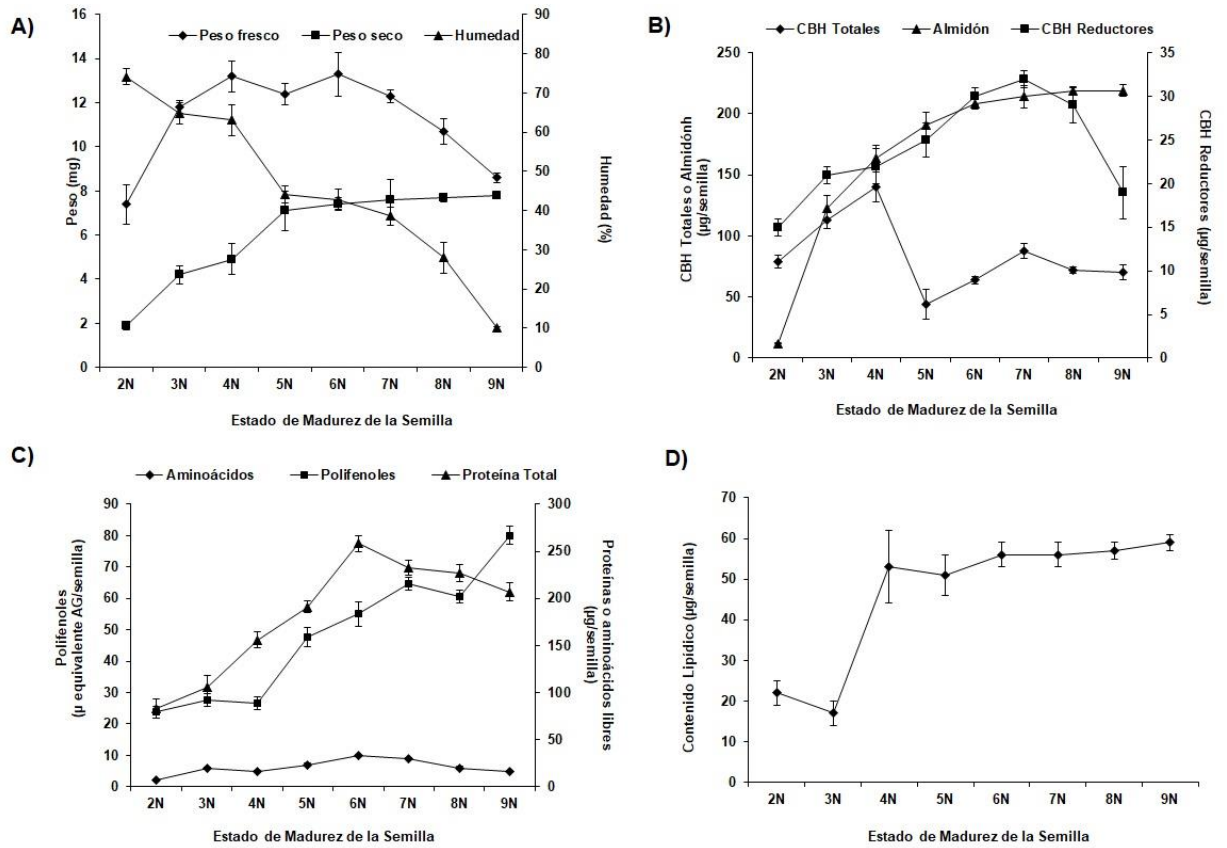 A)
Peso fresco Peso seco Humedad
Peso (mg)
16
14
12
10
8
6
4
2
0
90
80
70
60
50
40
30
20
10
0
Humedad
(%)
2N 3N 4N 5N 6N 7N 8N 9N
Estado de Madurez de la Semilla
B)
CBH Totales Almidón CBH Reductores
CBH Totales o Almidónh
(µg/semilla)
250
200
150
100
50
0
35
30
25
20
15
10
5
0
CBH Reductores (µg/semilla)
2N 3N 4N 5N 6N 7N 8N 9N
Estado de Madurez de la Semilla
C)
Aminoácidos Polifenoles Proteína Total
Polifenoles
(µ equivalente AG/semilla)
90
80
70
60
50
40
30
20
10
0
300
250
200
150
100
50
0
Proteínas o aminoácidos libres
(µg/semilla)
2N 3N 4N 5N 6N 7N 8N 9N
Estado de Madurez de la Semilla
D)
Contenido Lipídico (µg/semilla)
70
60
50
40
30
20
10
0
2N 3N 4N 5N 6N 7N 8N 9N
Estado de Madurez de la Semilla